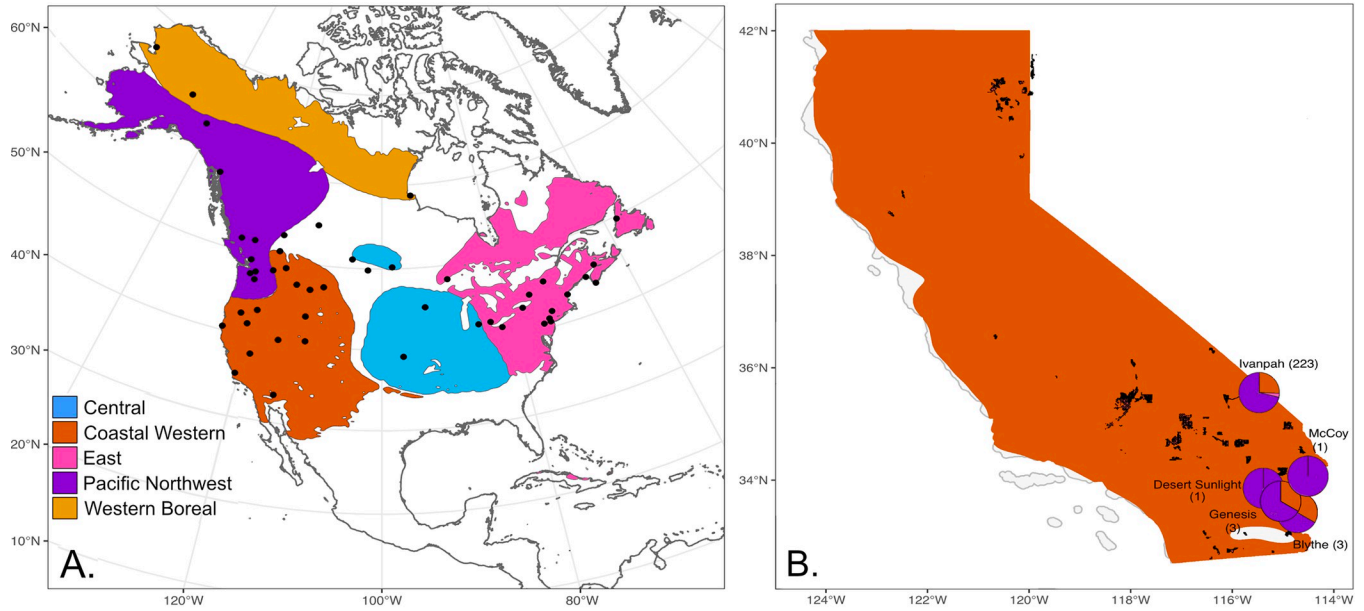 60°N
50°N
40°N
30°N
20°N
10°N
120°W
100°W
80°W
Central
Coastal Western
East
Pacific Northwest
Western Boreal
A.
42°N
40°N
38°N
36°N
34°N
124°W
122°W
120°W
118°W
116°W
114°W
Ivanpah (223)
McCoy
(1)
Desert Sunlight
(1)
Genesis
(3)
Blythe (3)
B.